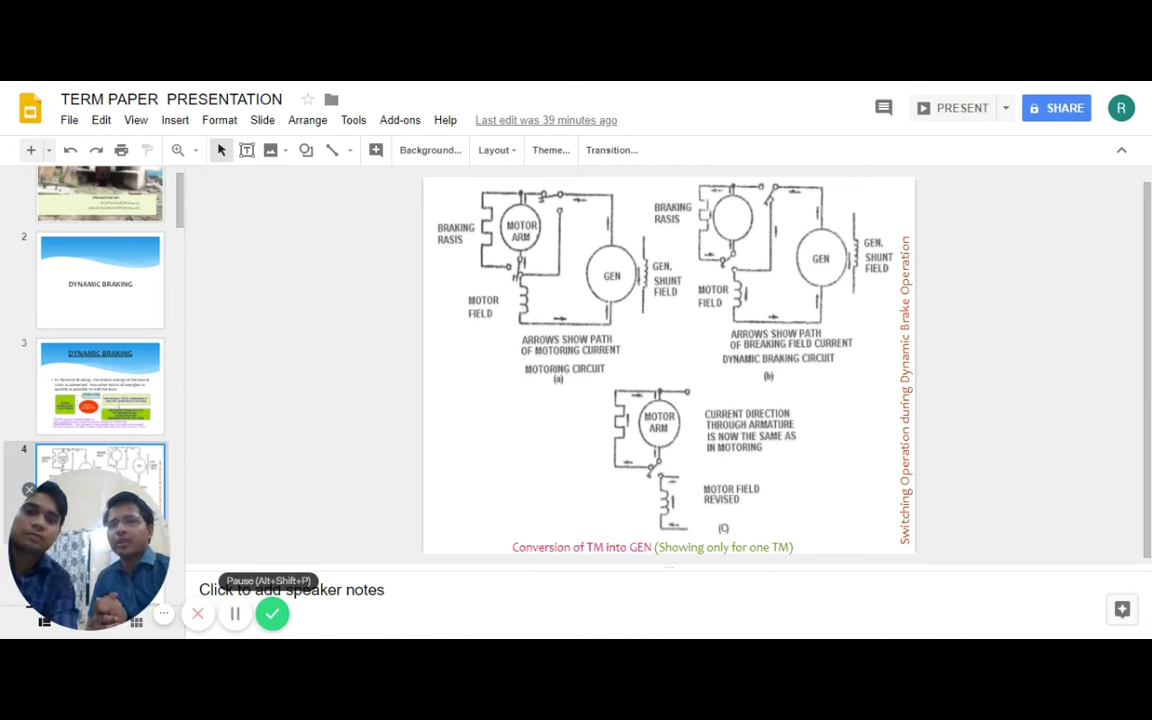 TERM PAPER PRESENTATION
File Edit View Insert Format Slide Arrange Tools Add-ons Help Last edit was 39 minutes ago
PRESENT
SHARE
R
Background... Layout Theme... Transition...
2
DYNAMIC BRAKING
3
DYNAMIC BRAKING
4
BRAKING
RASIS
MOTOR
ARM
GEN
GEN.
SHUNT
FIELD
MOTOR
FIELD
ARROWS SHOW PATH
OF MOTORING CURRENT
MOTORING CIRCUIT
(a)
BRAKING
RASIS
GEN
GEN.
SHUNT
FIELD
MOTOR
FIELD
ARROWS SHOW PATH
OF BREAKING FIELD CURRENT
DYNAMIC BRAKING CIRCUIT
(b)
MOTOR
ARM
CURRENT DIRECTION
THROUGH ARMATURE
IS NOW THE SAME AS
IN MOTORING
MOTOR FIELD
REVISED
(C)
Conversion of TM into GEN (Showing only for one TM)
Switching Operation during Dynamic Brake Operation
Pause (Alt+Shift+P)
Click to add speaker notes